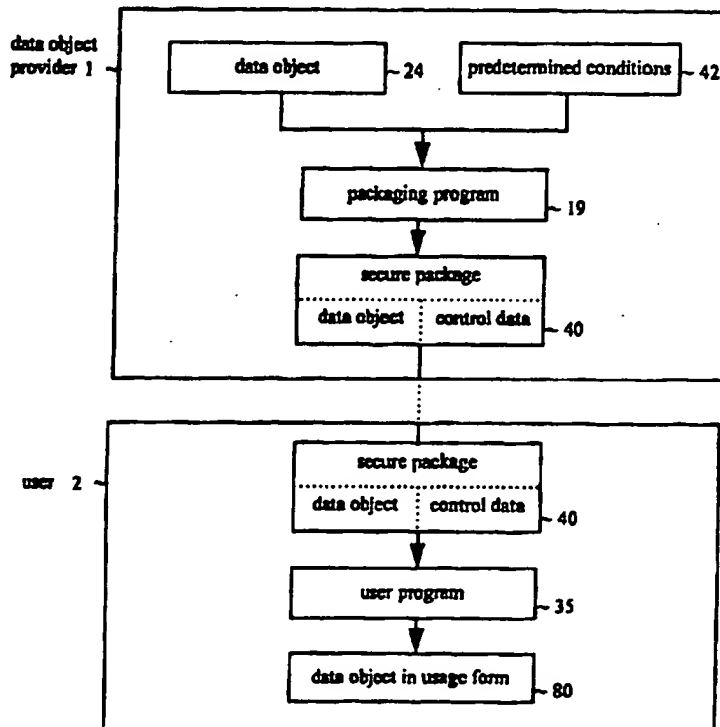 data object
provider 1
data object
24
predetermined conditions
42
packaging program
19
secure package
data object
control data
40
user 2
secure package
data object
control data
40
user program
35
data object in usage form
80